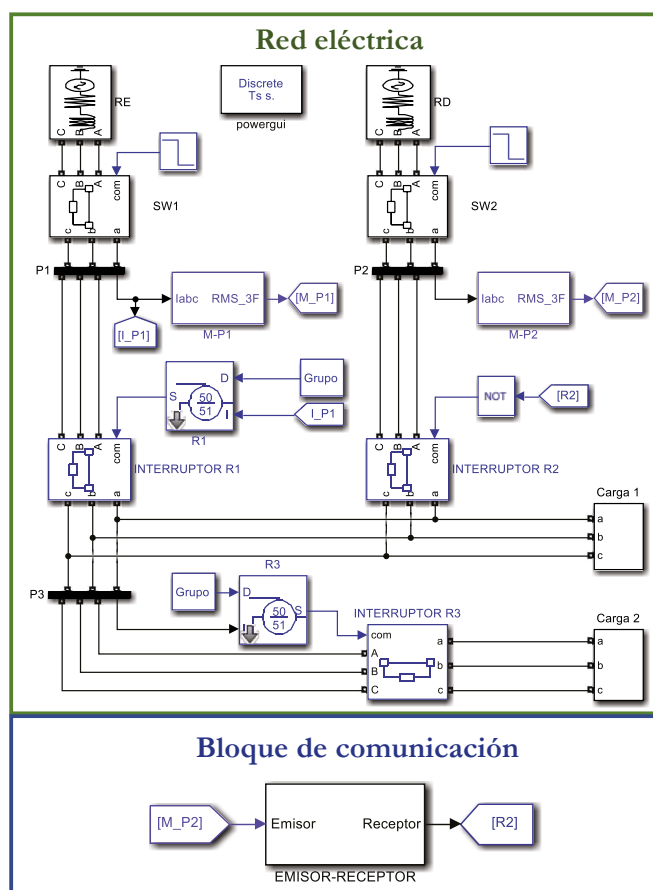 Red eléctrica
RE
C B A
C B A com
SW1
c b a
P1
Discrete
Ts s.
powergui
RD
C B A
C B A com
SW2
c b a
P2
Iabc RMS_3F
M-P1
[M_P1]
[I_P1]
Iabc RMS_3F
M-P2
[M_P2]
D
S 50
51 I
R1
Grupo
I_P1
NOT
[R2]
C B A com
INTERRUPTOR R1
c b a
C B A com
INTERRUPTOR R2
c b a
Carga 1
a
b
c
P3
R3
Grupo
D
50 S
51
I
INTERRUPTOR R3
com
A
B
C
a
b
c
Carga 2
a
b
c
Bloque de comunicación
[M_P2]
Emisor Receptor
[R2]
EMISOR-RECEPTOR